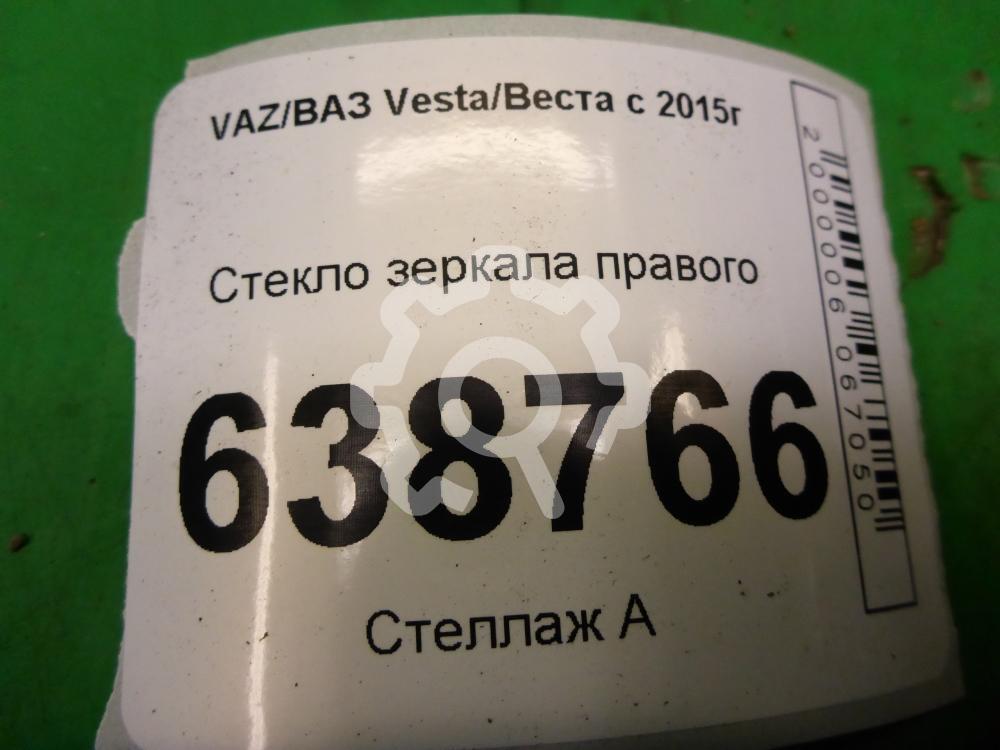 VAZ/ВАЗ Vesta/Веста с 2015г
Стекло зеркала правого
638766
Стеллаж А
2000006067050